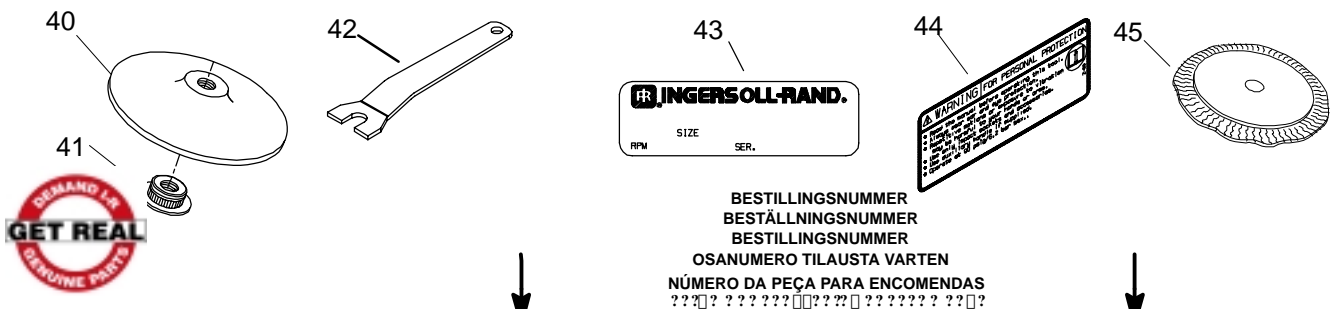 40
42
43
44
45
41
INGERSOLL-RAND.
SIZE
RPM SER.
WARNING FOR PERSONAL PROTECTION
DEMAND I-R
GET REAL
GENUINE PARTS
BESTILLINGSNUMMER
BESTÄLLNINGSNUMMER
BESTILLINGSNUMMER
OSANUMERO TILAUSTA VARTEN
NÚMERO DA PEÇA PARA ENCOMENDAS